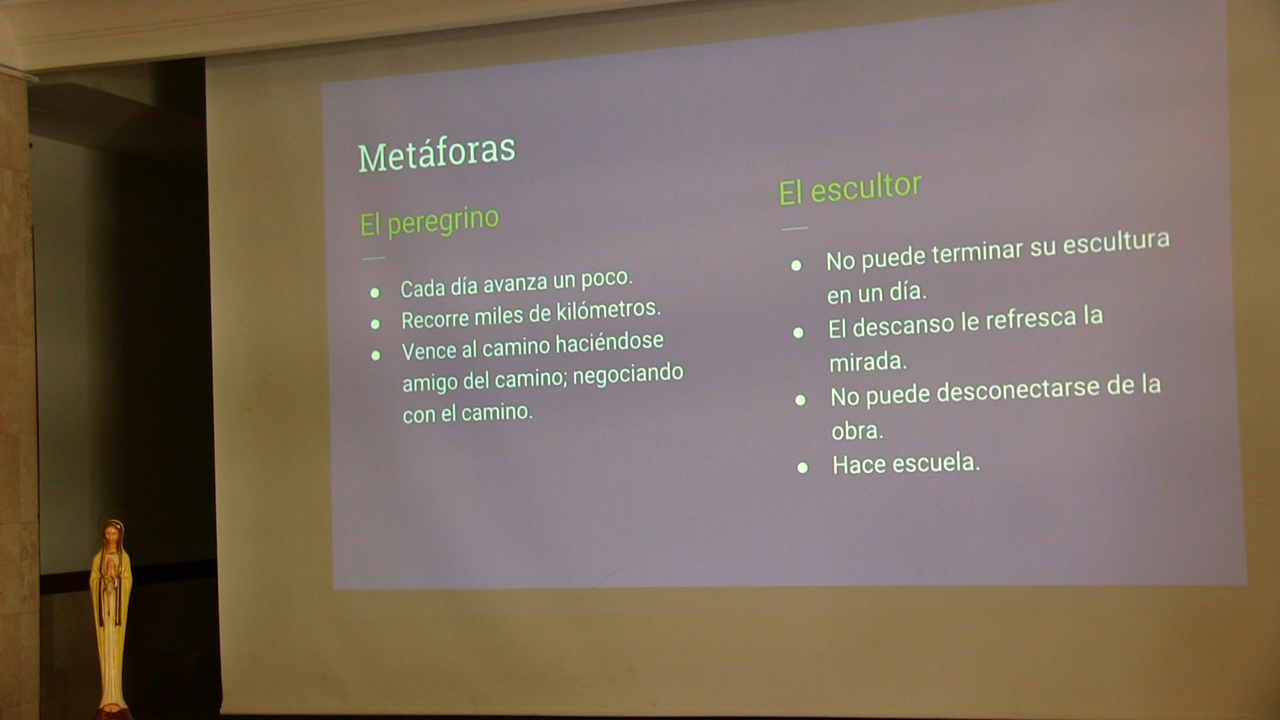 Metáforas
El peregrino
Cada día avanza un poco.
Recorre miles de kilómetros.
Vence al camino haciéndose
amigo del camino; negociando
con el camino.
El escultor
No puede terminar su escultura
en un día.
El descanso le refresca la
mirada.
No puede desconectarse de la
obra.
Hace escuela.